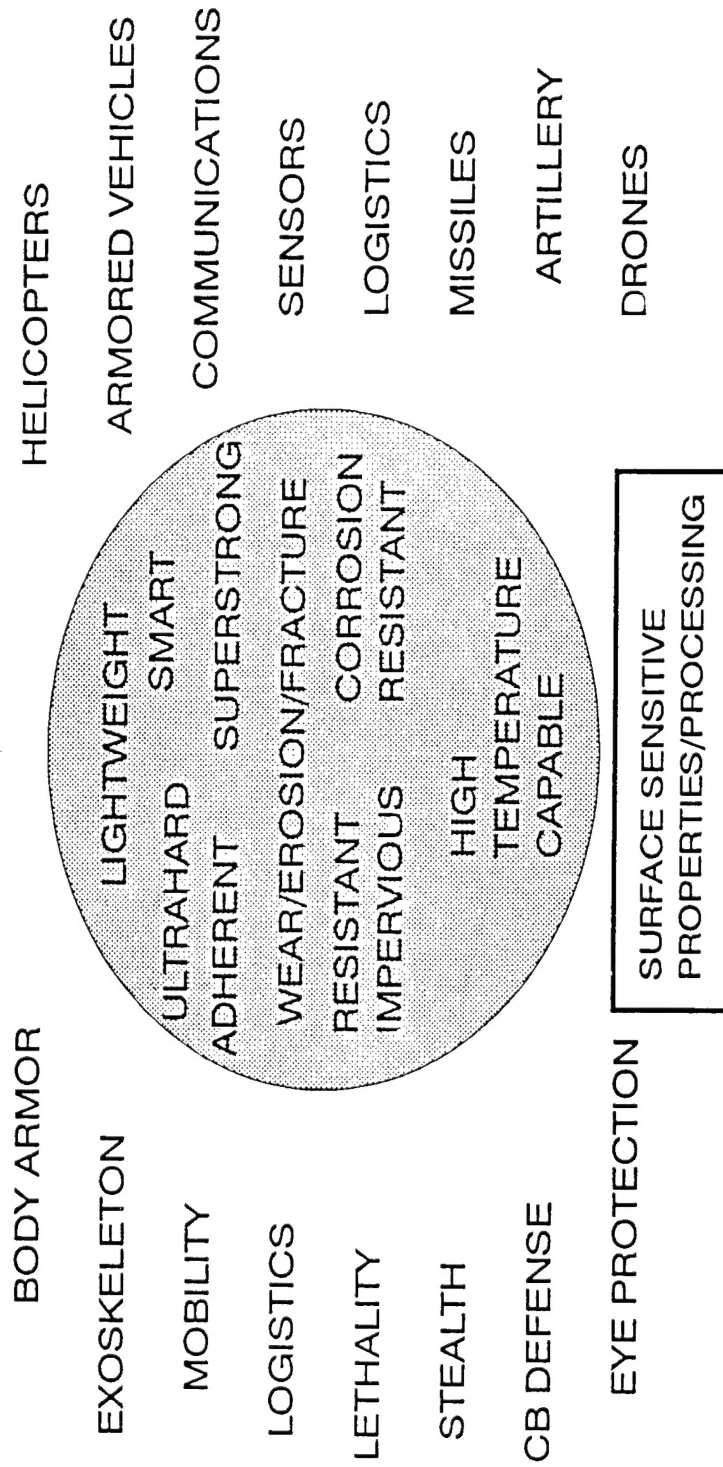 BODY ARMOR
EXOSKELETON
MOBILITY
LOGISTICS
LETHALITY
STEALTH
CB DEFENSE
EYE PROTECTION
LIGHTWEIGHT
ULTRAHARD SMART
ADHERENT SUPERSTRONG
WEAR/EROSION/FRACTURE
RESISTANT CORROSION
IMPERVIOUS RESISTANT
HIGH
TEMPERATURE
CAPABLE
SURFACE SENSITIVE
PROPERTIES/PROCESSING
HELICOPTERS
ARMORED VEHICLES
COMMUNICATIONS
SENSORS
LOGISTICS
MISSILES
ARTILLERY
DRONES